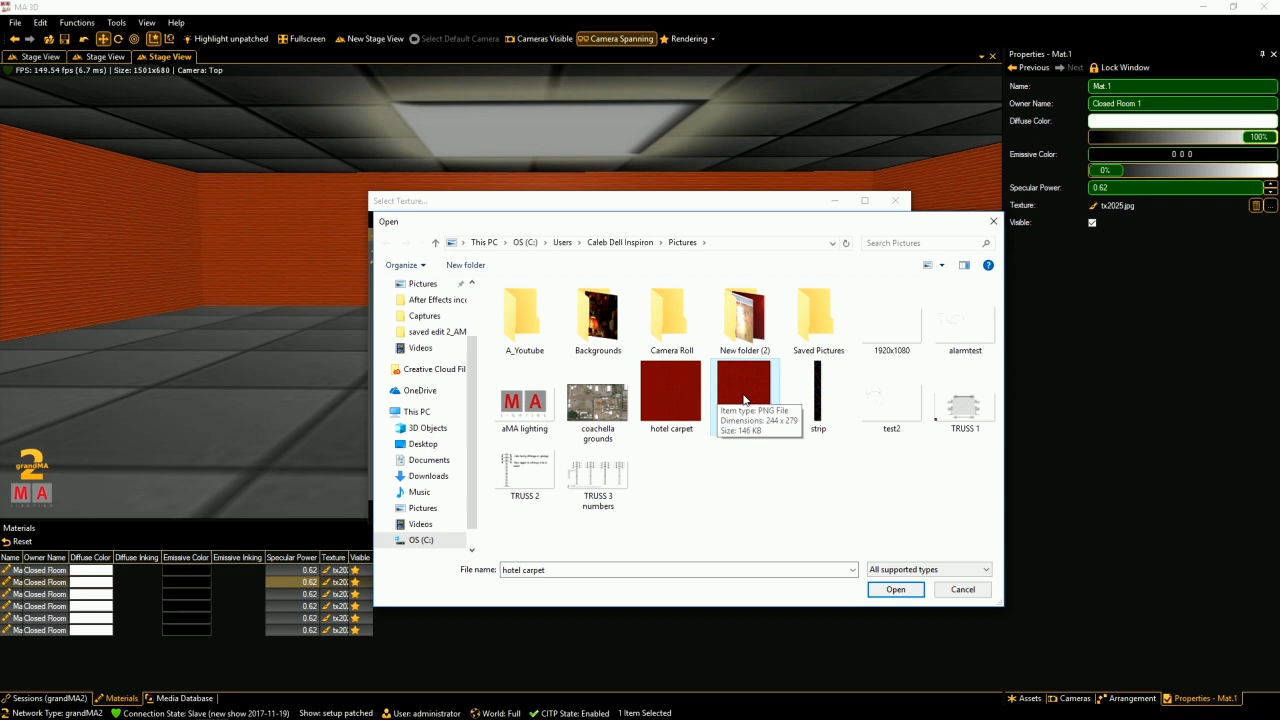 MA 3D
File Edit Functions Tools View Help
Highlight unpatched Fullscreen New Stage View Select Default Camera Cameras Visible Camera Spanning Rendering
Stage View Stage View Stage View
FPS: 149.54 fps (6.7 ms) | Size: 1501x680 | Camera: Top
Properties - Mat.1
Previous Next Lock Window
Name: Mat.1
Owner Name: Closed Room 1
Diffuse Color:
100%
Emissive Color: 0 0 0
0%
Specular Power: 0.62
Texture: tx2025.jpg
Visible:
Select Texture...
Open
This PC > OS (C:) > Users > Caleb Dell Inspiron > Pictures >
Search Pictures
Organize New folder
Pictures
After Effects inco
Captures
saved edit 2_AM
Videos
Creative Cloud Fil
OneDrive
This PC
3D Objects
Desktop
Documents
Downloads
Music
Pictures
Videos
OS (C:)
A_Youtube Backgrounds Camera Roll New folder (2) Saved Pictures 1920x1080 alarmtest
MA
LIGHTING
aMA lighting coachella grounds hotel carpet strip test2 TRUSS 1
Item type: PNG File
Dimensions: 244 x 279
Size: 146 KB
TRUSS 2 TRUSS 3 numbers
File name: hotel carpet All supported types
Open Cancel
2
grandMA
MA
Materials
Reset
Name Owner Name Diffuse Color Diffuse Inking Emissive Color Emissive Inking Specular Power Texture Visible
Ma Closed Room 0.62 tx20
Ma Closed Room 0.62 tx20
Ma Closed Room 0.62 tx20
Ma Closed Room 0.62 tx20
Ma Closed Room 0.62 tx20
Ma Closed Room 0.62 tx20
Sessions (grandMA2) Materials Media Database
Assets Cameras Arrangement Properties - Mat.1
Network Type: grandMA2 Connection State: Slave (new show 2017-11-19) Show: setup patched User: administrator World: Full CITP State: Enabled 1 Item Selected